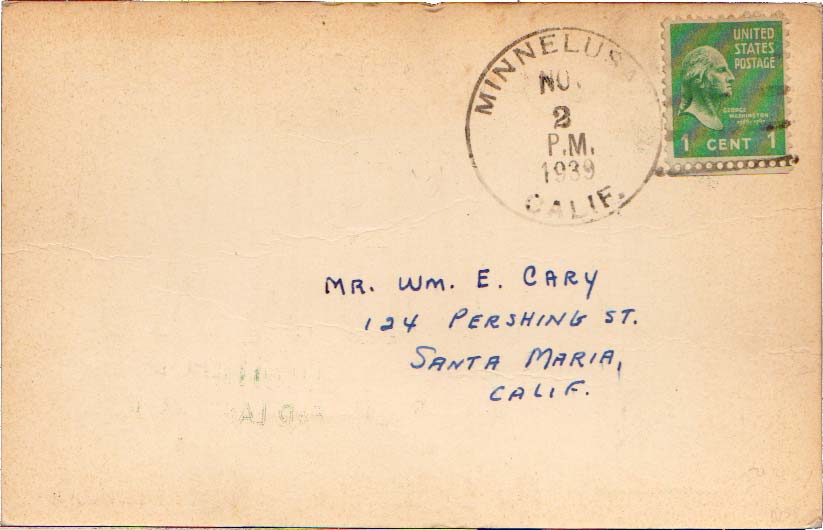 MINNELUSA
NOV
2
P.M.
1939
CALIF.
UNITED
STATES
POSTAGE
GEORGE
WASHINGTON
1 CENT 1
MR. WM. E. CARY
124 PERSHING ST.
SANTA MARIA,
CALIF.